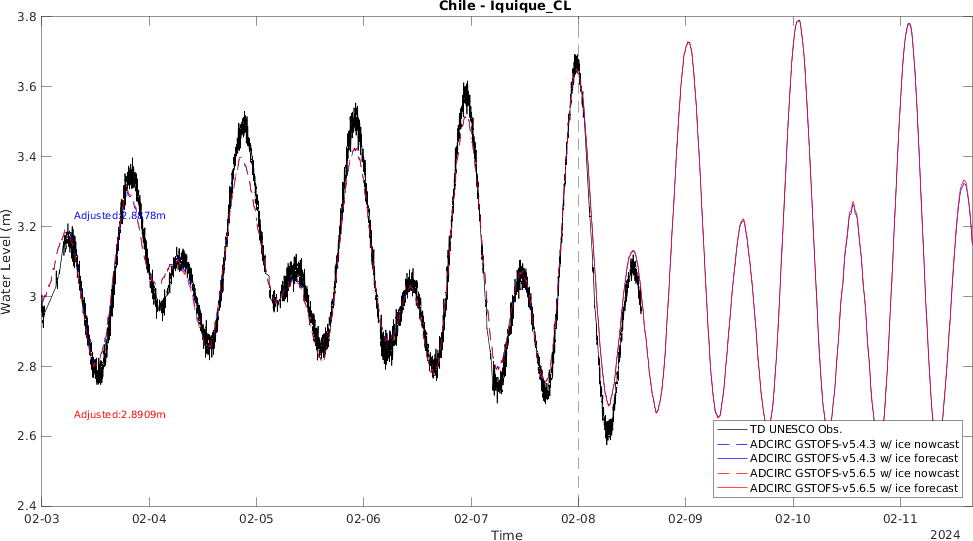 Chile - Iquique_CL
3.8
3.6
3.4
3.2
3
2.8
2.6
2.4
Water Level (m)
Adjusted:2.8878m
Adjusted:2.8909m
TD UNESCO Obs.
ADCIRC GSTOFS-v5.4.3 w/ ice nowcast
ADCIRC GSTOFS-v5.4.3 w/ ice forecast
ADCIRC GSTOFS-v5.6.5 w/ ice nowcast
ADCIRC GSTOFS-v5.6.5 w/ ice forecast
02-03
02-04
02-05
02-06
02-07
02-08
02-09
02-10
02-11
Time
2024